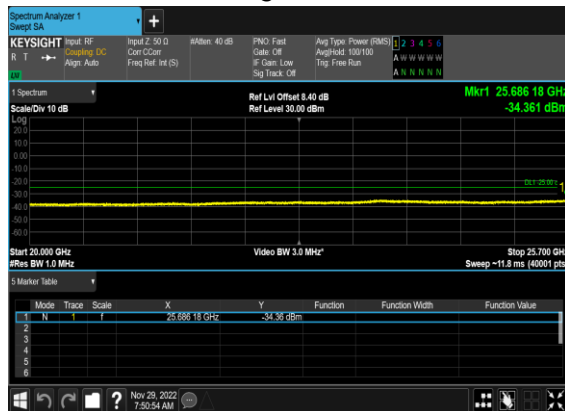 Spectrum Analyzer 1
Swept SA
+
KEYSIGHT
R T
LW
Input: RF
Coupling: DC
Align: Auto
Input Z: 50 Ω
Corr CCorr
Freq Ref: Int (S)
#Atten: 40 dB
PNO: Fast
Gate: Off
IF Gain: Low
Sig Track: Off
Avg Type: Power (RMS)
Avg|Hold: 100/100
Trig: Free Run
1 2 3 4 5 6
A W W W W W
A N N N N N
1 Spectrum
Scale/Div 10 dB
Ref Lvl Offset 8.40 dB
Ref Level 30.00 dBm
Mkr1 25.686 18 GHz
-34.361 dBm
Log
20.0
10.0
0.00
-10.0
-20.0
-30.0
-40.0
-50.0
-60.0
1
Start 20.000 GHz
#Res BW 1.0 MHz
Video BW 3.0 MHz*
Stop 25.700 GHz
Sweep ~11.8 ms (40001 pts)
5 Marker Table
Mode Trace Scale X Y Function Function Width Function Value
1 N 1 f 25.686 18 GHz -34.36 dBm
2
3
4
5
6
?
Nov 29, 2022
7:50:54 AM